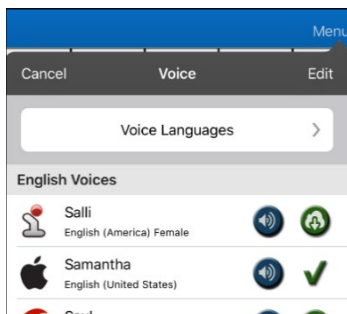 Menu
Cancel Voice Edit
Voice Languages
English Voices
Salli
English (America) Female
Samantha
English (United States)